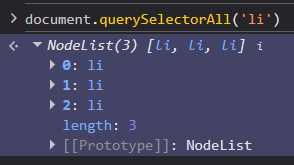 > document.querySelectorAll('li')
NodeList(3) [li, li, li] i
0: li
1: li
2: li
length: 3
[[Prototype]]: NodeList